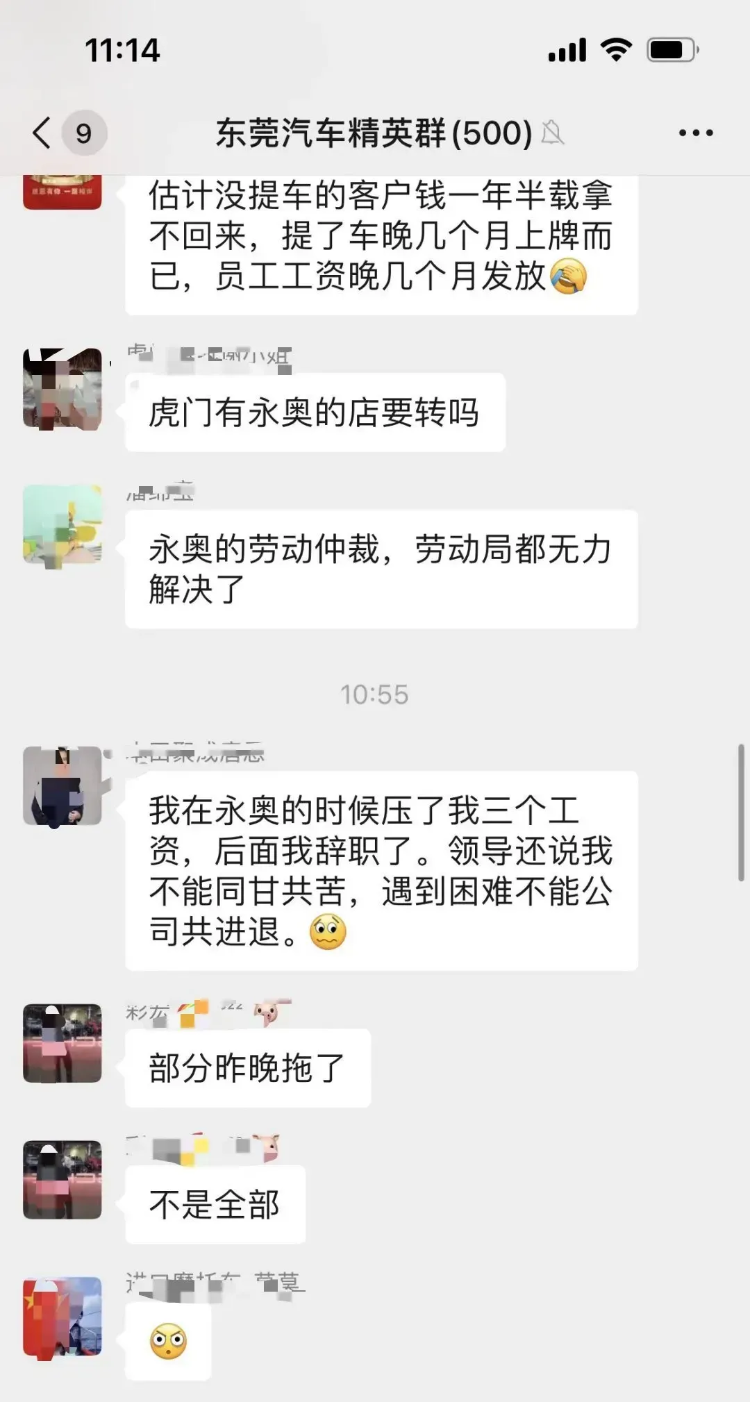 11:14
9
东莞汽车精英群(500)
估计没提车的客户钱一年半载拿
不回来，提了车晚几个月上牌而
已，员工工资晚几个月发放
虎门有永奥的店要转吗
永奥的劳动仲裁，劳动局都无力
解决了
10:55
我在永奥的时候压了我三个工
资，后面我辞职了。领导还说我
不能同甘共苦，遇到困难不能公
司共进退。
部分昨晚拖了
不是全部